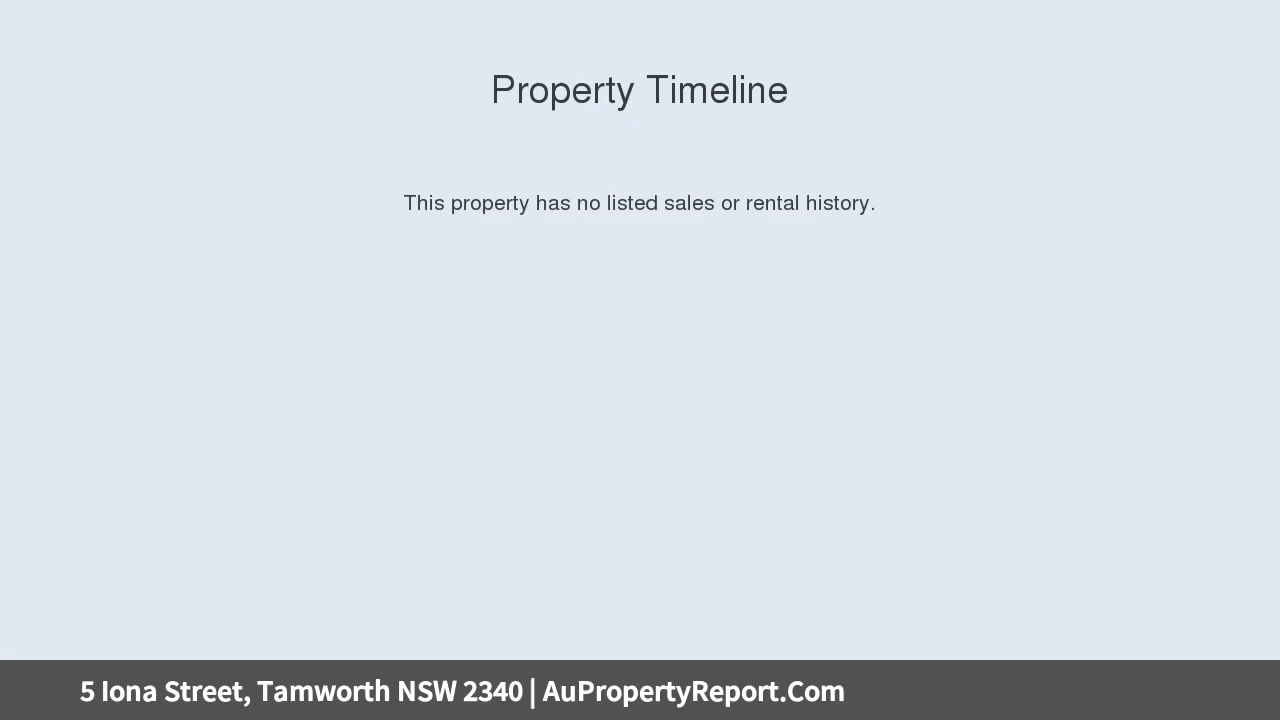 Property Timeline
This property has no listed sales or rental history.
5 Iona Street, Tamworth NSW 2340 | AuPropertyReport.Com